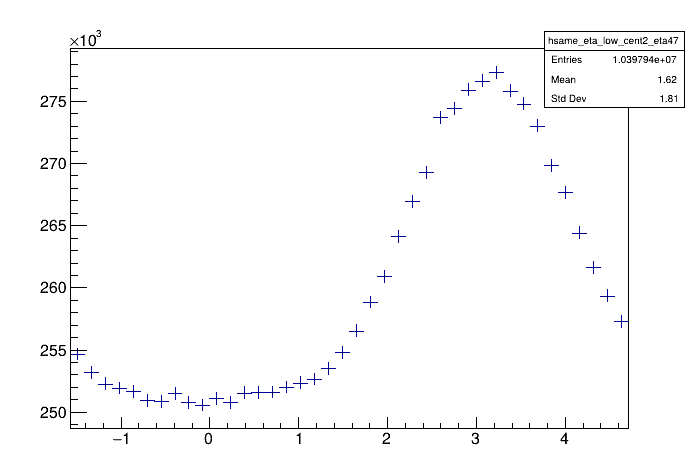 ×10³
hsame_eta_low_cent2_eta47
Entries 1.039794e+07
Mean 1.62
Std Dev 1.81
275
270
265
260
255
250
−1 0 1 2 3 4